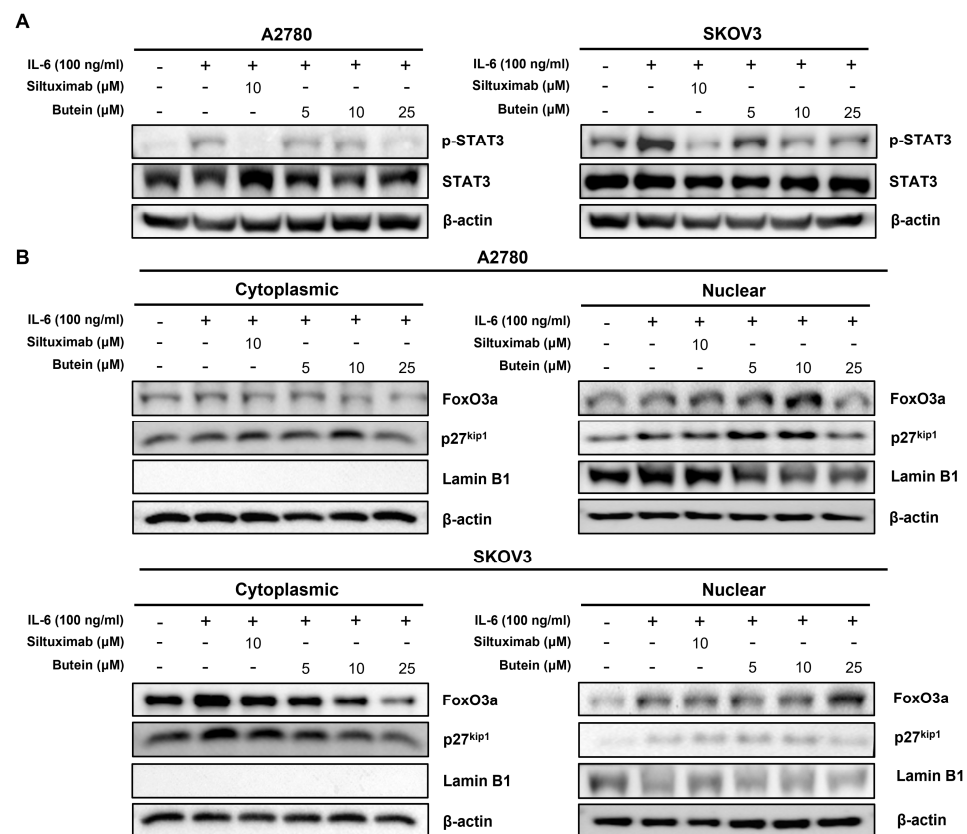 A
A2780
SKOV3
IL-6 (100 ng/ml) - + + + + +
IL-6 (100 ng/ml) - + + + + +
Siltuximab (μM) - - 10 - - -
Siltuximab (μM) - - 10 - - -
Butein (μM) - - - 5 10 25
Butein (μM) - - - 5 10 25
p-STAT3
p-STAT3
STAT3
STAT3
β-actin
β-actin
B
A2780
Cytoplasmic
Nuclear
IL-6 (100 ng/ml) - + + + + +
IL-6 (100 ng/ml) - + + + + +
Siltuximab (μM) - - 10 - - -
Siltuximab (μM) - - 10 - - -
Butein (μM) - - - 5 10 25
Butein (μM) - - - 5 10 25
FoxO3a
FoxO3a
p27kip1
p27kip1
Lamin B1
Lamin B1
β-actin
β-actin
SKOV3
Cytoplasmic
Nuclear
IL-6 (100 ng/ml) - + + + + +
IL-6 (100 ng/ml) - + + + + +
Siltuximab (μM) - - 10 - - -
Siltuximab (μM) - - 10 - - -
Butein (μM) - - - 5 10 25
Butein (μM) - - - 5 10 25
FoxO3a
FoxO3a
p27kip1
p27kip1
Lamin B1
Lamin B1
β-actin
β-actin